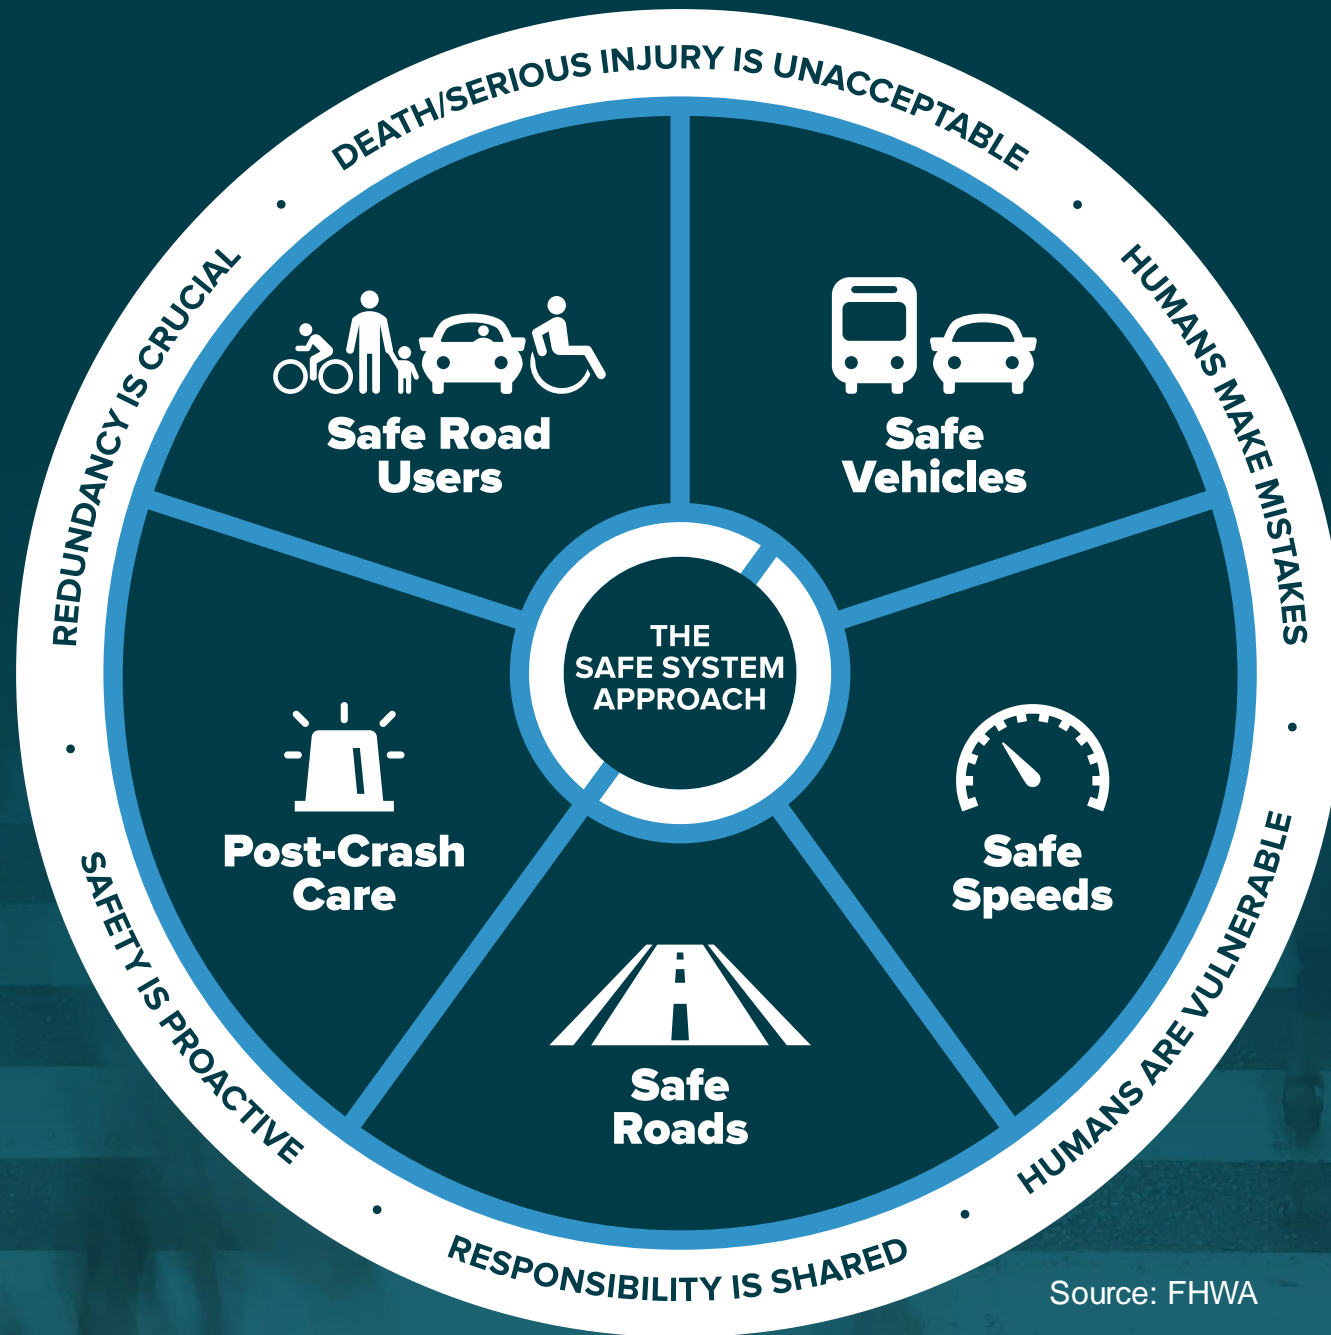 DEATH/SERIOUS INJURY IS UNACCEPTABLE
HUMANS MAKE MISTAKES
HUMANS ARE VULNERABLE
RESPONSIBILITY IS SHARED
SAFETY IS PROACTIVE
REDUNDANCY IS CRUCIAL
Safe Road
Users
Safe
Vehicles
THE
SAFE SYSTEM
APPROACH
Post-Crash
Care
Safe
Speeds
Safe
Roads
Source: FHWA